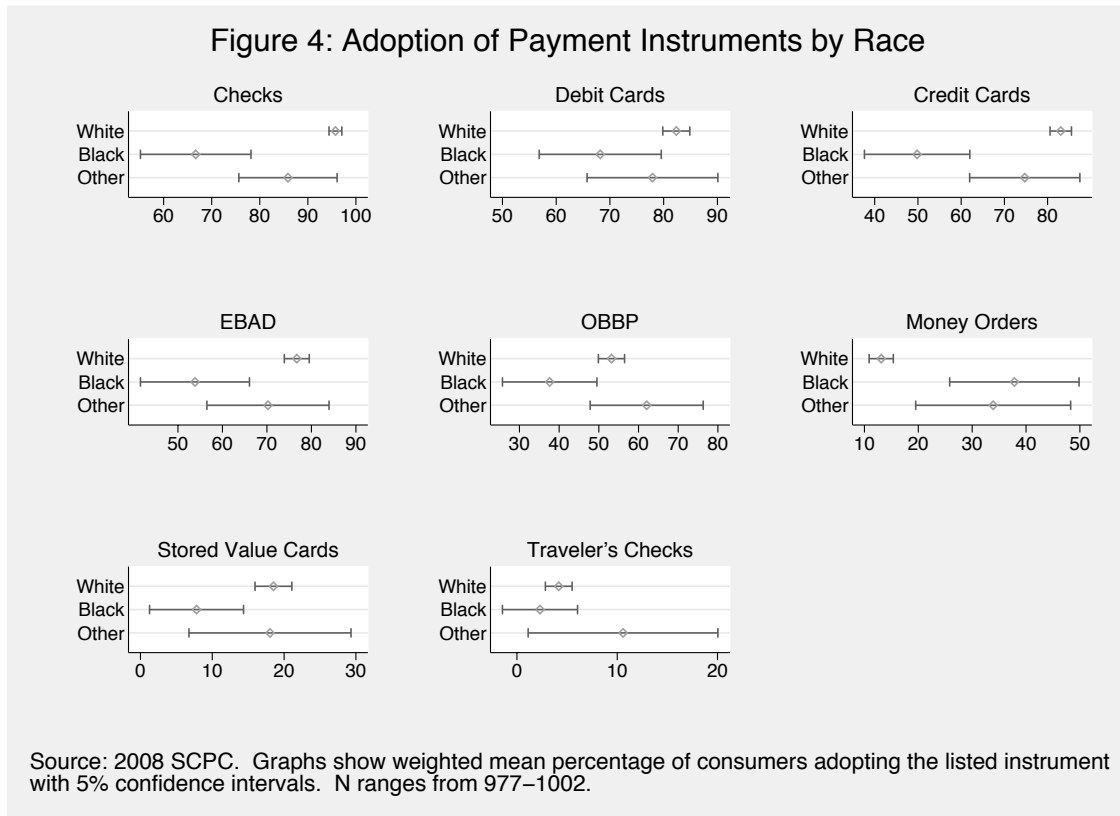 Figure 4: Adoption of Payment Instruments by Race
Checks
White
Black
Other
60 70 80 90 100
Debit Cards
White
Black
Other
50 60 70 80 90
Credit Cards
White
Black
Other
40 50 60 70 80
EBAD
White
Black
Other
50 60 70 80 90
OBBP
White
Black
Other
30 40 50 60 70 80
Money Orders
White
Black
Other
10 20 30 40 50
Stored Value Cards
White
Black
Other
0 10 20 30
Traveler's Checks
White
Black
Other
0 10 20
Source: 2008 SCPC. Graphs show weighted mean percentage of consumers adopting the listed instrument
with 5% confidence intervals. N ranges from 977–1002.